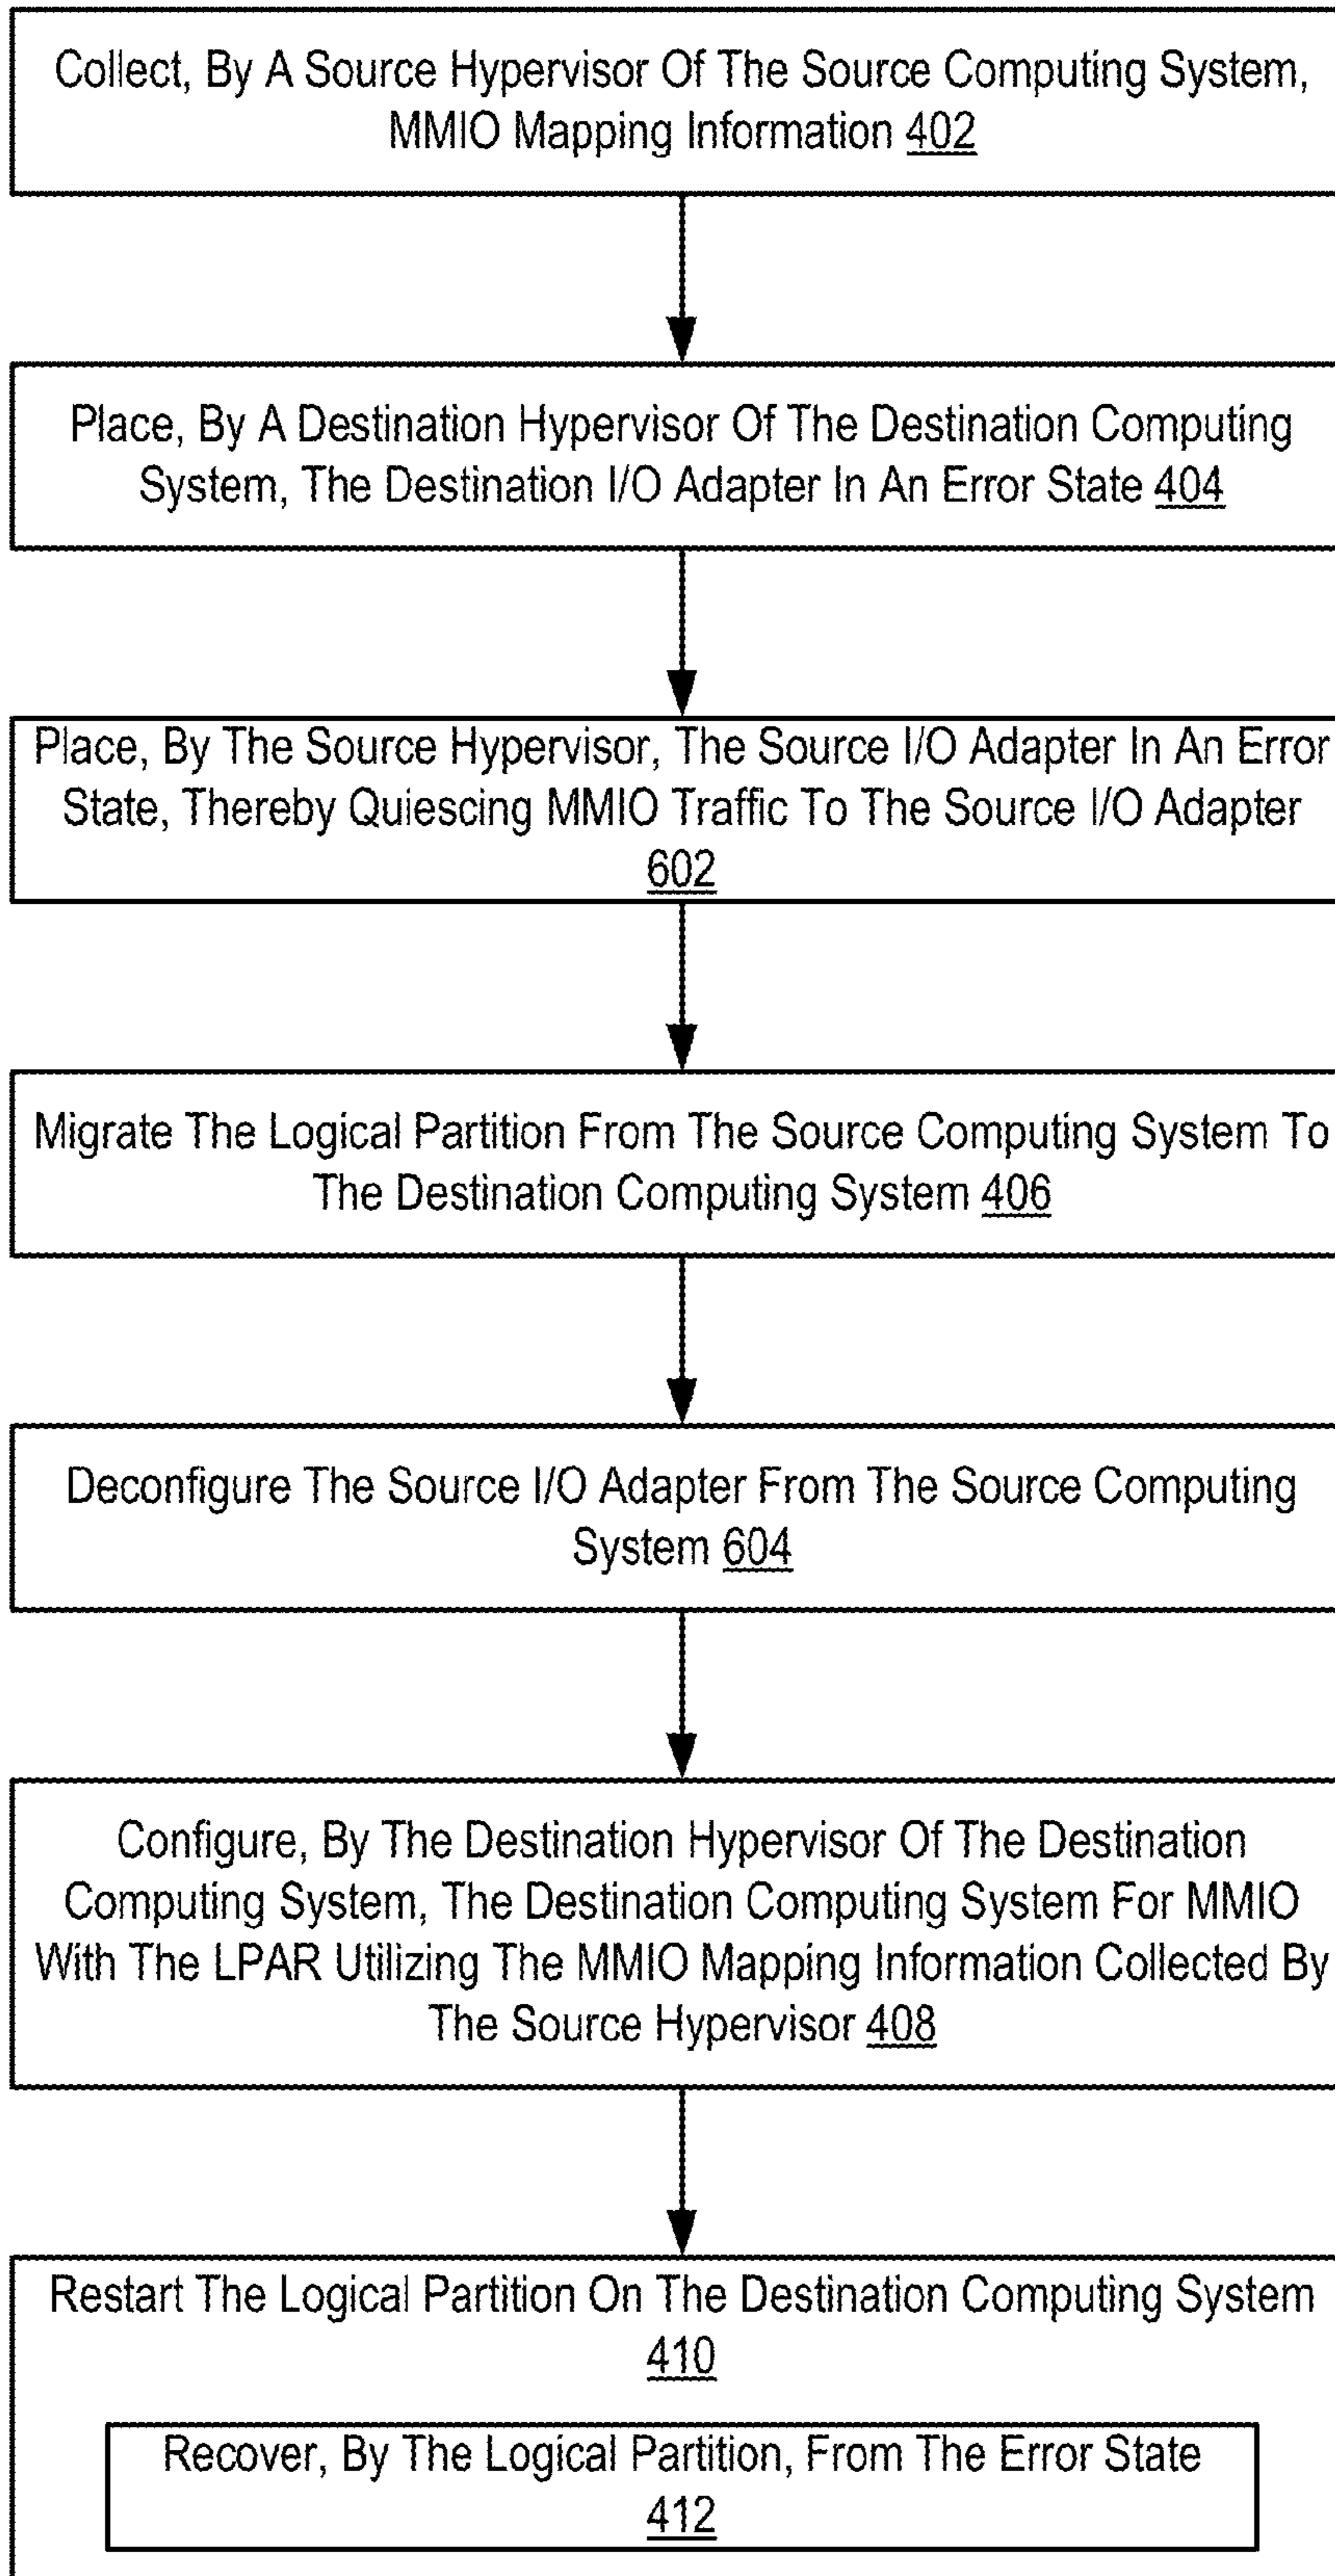 Collect, By A Source Hypervisor Of The Source Computing System,
MMIO Mapping Information 402
Place, By A Destination Hypervisor Of The Destination Computing
System, The Destination I/O Adapter In An Error State 404
Place, By The Source Hypervisor, The Source I/O Adapter In An Error
State, Thereby Quiescing MMIO Traffic To The Source I/O Adapter
602
Migrate The Logical Partition From The Source Computing System To
The Destination Computing System 406
Deconfigure The Source I/O Adapter From The Source Computing
System 604
Configure, By The Destination Hypervisor Of The Destination
Computing System, The Destination Computing System For MMIO
With The LPAR Utilizing The MMIO Mapping Information Collected By
The Source Hypervisor 408
Restart The Logical Partition On The Destination Computing System
410
Recover, By The Logical Partition, From The Error State
412